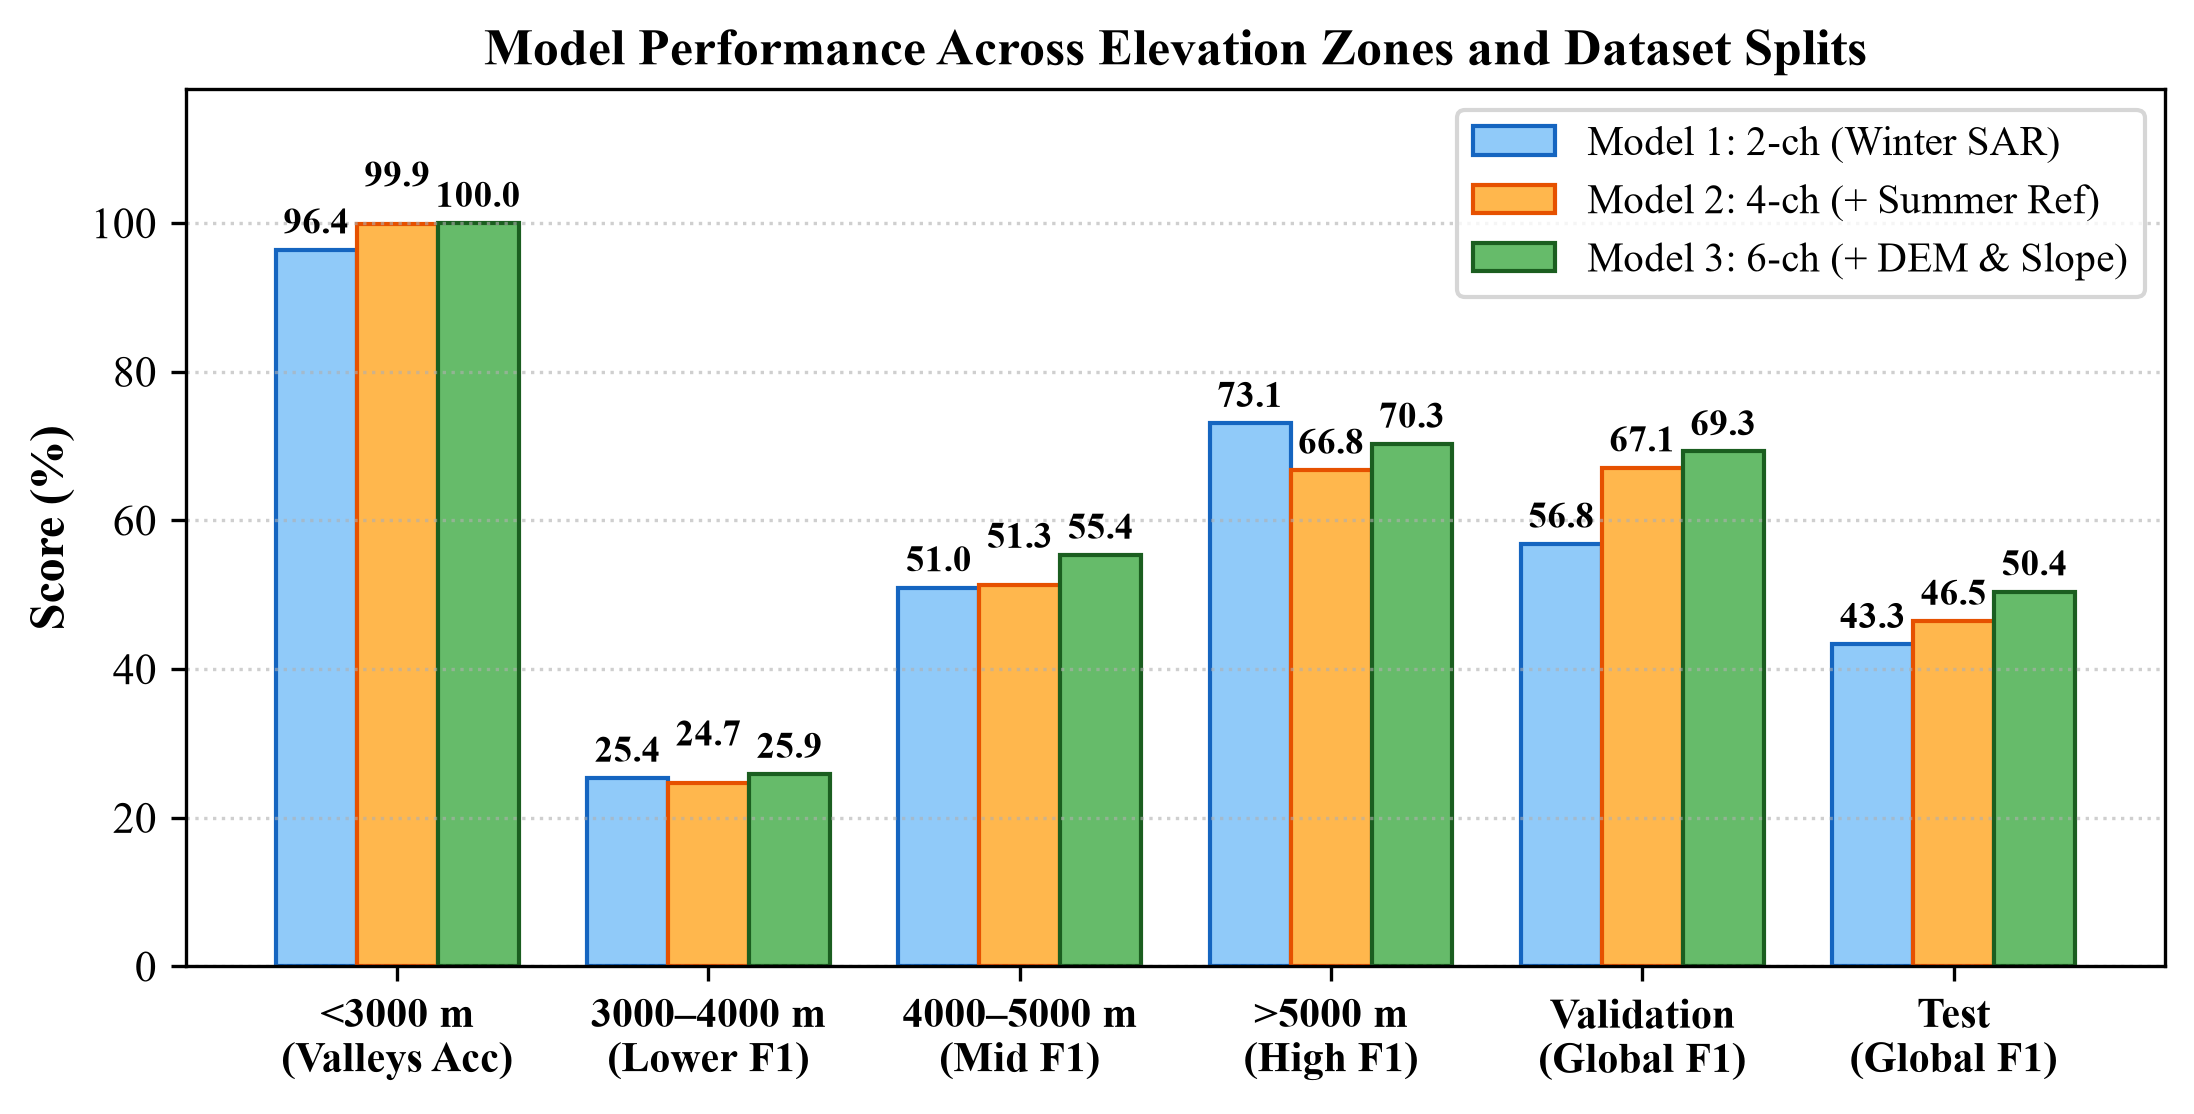 Model Performance Across Elevation Zones and Dataset Splits
Model 1: 2-ch (Winter SAR)
Model 2: 4-ch (+ Summer Ref)
Model 3: 6-ch (+ DEM & Slope)
Score (%)
100
80
60
40
20
0
96.4 99.9 100.0
25.4 24.7 25.9
51.0 51.3 55.4
73.1 66.8 70.3
56.8 67.1 69.3
43.3 46.5 50.4
<3000 m
(Valleys Acc)
3000–4000 m
(Lower F1)
4000–5000 m
(Mid F1)
>5000 m
(High F1)
Validation
(Global F1)
Test
(Global F1)